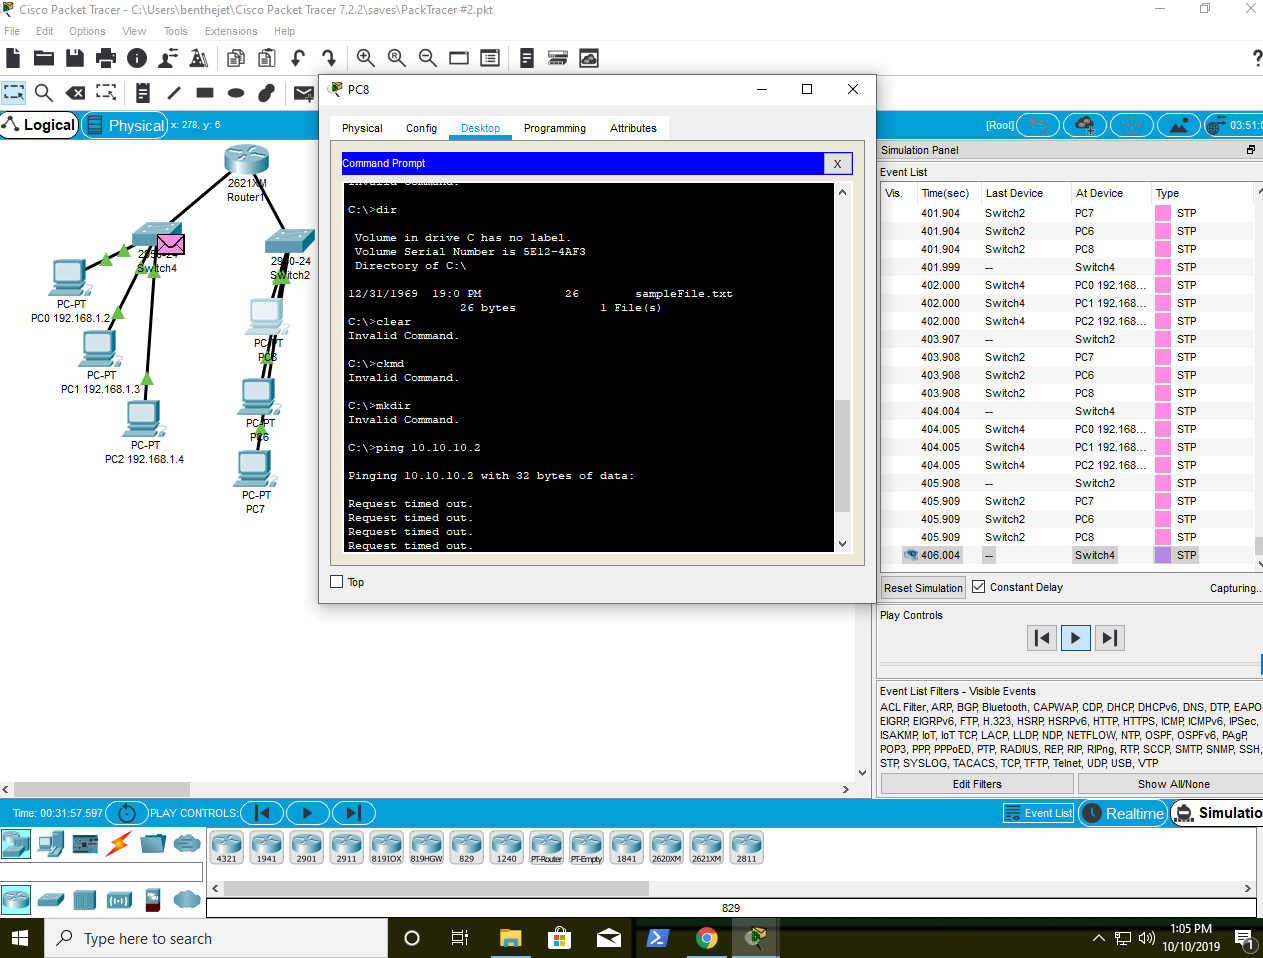 Cisco Packet Tracer - C:\Users\benthejet\Cisco Packet Tracer 7.2.2\saves\PackTracer #2.pkt
File Edit Options View Tools Extensions Help
Logical Physical x: 278, y: 6 [Root] 03:51:0
PC8
Physical Config Desktop Programming Attributes
Command Prompt X
Invalid Command.
C:\>dir
Volume in drive C has no label.
Volume Serial Number is 5E12-4AF3
Directory of C:\
12/31/1969 19:0 PM 26 sampleFile.txt
26 bytes 1 File(s)
C:\>clear
Invalid Command.
C:\>ckmd
Invalid Command.
C:\>mkdir
Invalid Command.
C:\>ping 10.10.10.2
Pinging 10.10.10.2 with 32 bytes of data:
Request timed out.
Request timed out.
Request timed out.
Request timed out.
Top
2621XM
Router1
Switch4
Switch2
PC-PT
PC0 192.168.1.2
PC-PT
PC1 192.168.1.3
PC-PT
PC2 192.168.1.4
PC-PT
PC-PT
PC6
PC-PT
PC7
Simulation Panel
Event List
Vis. Time(sec) Last Device At Device Type
401.904 Switch2 PC7 STP
401.904 Switch2 PC6 STP
401.904 Switch2 PC8 STP
401.999 -- Switch4 STP
402.000 Switch4 PC0 192.168... STP
402.000 Switch4 PC1 192.168... STP
402.000 Switch4 PC2 192.168... STP
403.907 -- Switch2 STP
403.908 Switch2 PC7 STP
403.908 Switch2 PC6 STP
403.908 Switch2 PC8 STP
404.004 -- Switch4 STP
404.005 Switch4 PC0 192.168... STP
404.005 Switch4 PC1 192.168... STP
404.005 Switch4 PC2 192.168... STP
405.908 -- Switch2 STP
405.909 Switch2 PC7 STP
405.909 Switch2 PC6 STP
405.909 Switch2 PC8 STP
406.004 -- Switch4 STP
Reset Simulation Constant Delay Capturing..
Play Controls
Event List Filters - Visible Events
ACL Filter, ARP, BGP, Bluetooth, CAPWAP, CDP, DHCP, DHCPv6, DNS, DTP, EAPO
EIGRP, EIGRPv6, FTP, H.323, HSRP, HSRPv6, HTTP, HTTPS, ICMP, ICMPv6, IPSec,
ISAKMP, IoT, IoT TCP, LACP, LLDP, NDP, NETFLOW, NTP, OSPF, OSPFv6, PAgP,
POP3, PPP, PPPoED, PTP, RADIUS, REP, RIP, RIPng, RTP, SCCP, SMTP, SNMP, SSH,
STP, SYSLOG, TACACS, TCP, TFTP, Telnet, UDP, USB, VTP
Edit Filters Show All/None
Time: 00:31:57.597 PLAY CONTROLS: Event List Realtime Simulatio
4321 1941 2901 2911 819IOX 819HGW 829 1240 PT-Router PT-Empty 1841 2620XM 2621XM 2811
829
Type here to search
1:05 PM
10/10/2019
1